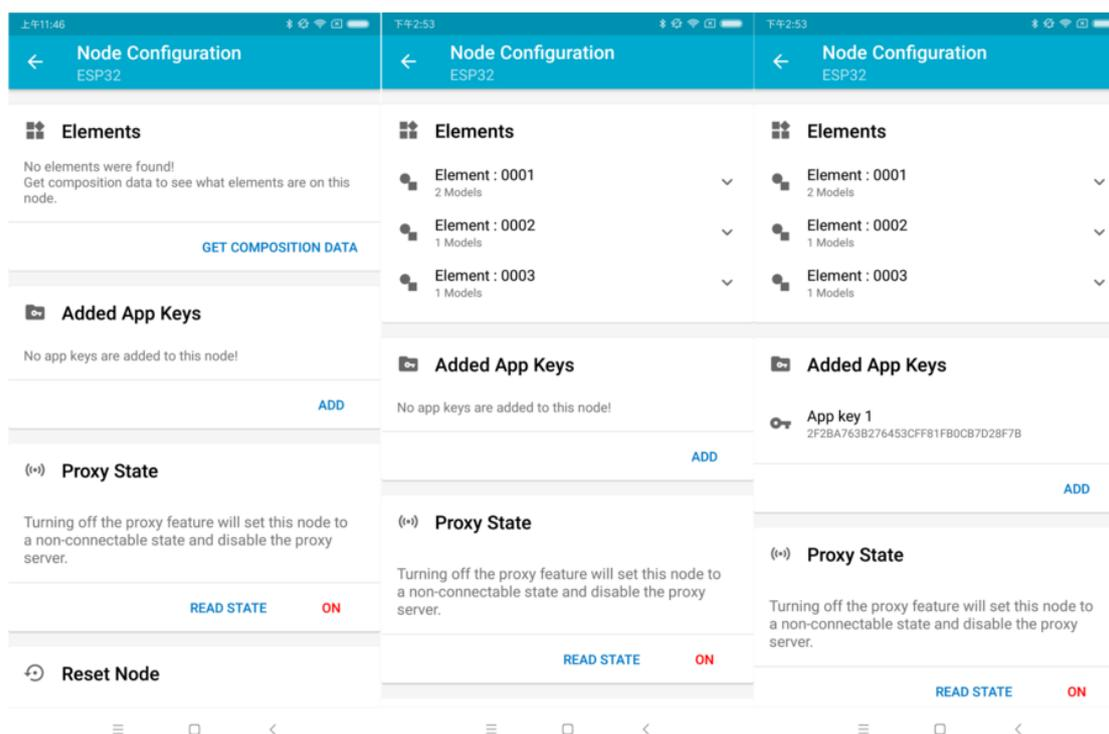 上午11:46
Node Configuration
ESP32
Elements
No elements were found!
Get composition data to see what elements are on this
node.
GET COMPOSITION DATA
Added App Keys
No app keys are added to this node!
ADD
Proxy State
Turning off the proxy feature will set this node to
a non-connectable state and disable the proxy
server.
READ STATE
ON
Reset Node
下午2:53
Node Configuration
ESP32
Elements
Element : 0001
2 Models
Element : 0002
1 Models
Element : 0003
1 Models
Added App Keys
No app keys are added to this node!
ADD
Proxy State
Turning off the proxy feature will set this node to
a non-connectable state and disable the proxy
server.
READ STATE
ON
下午2:53
Node Configuration
ESP32
Elements
Element : 0001
2 Models
Element : 0002
1 Models
Element : 0003
1 Models
Added App Keys
App key 1
2F2BA763B276453CFF81FB0CB7D28F7B
ADD
Proxy State
Turning off the proxy feature will set this node to
a non-connectable state and disable the proxy
server.
READ STATE
ON